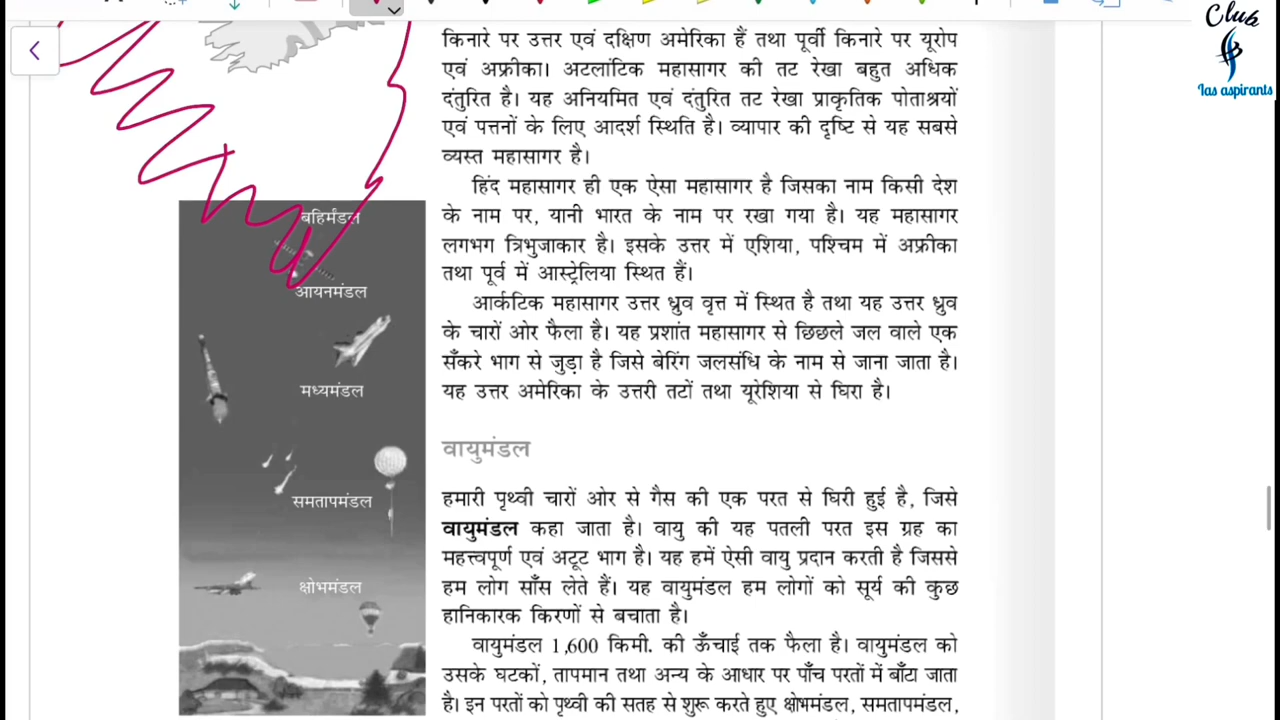 Club
Ias aspirants
किनारे पर उत्तर एवं दक्षिण अमेरिका हैं तथा पूर्वी किनारे पर यूरोप
एवं अफ्रीका। अटलांटिक महासागर की तट रेखा बहुत अधिक
दंतुरित है। यह अनियमित एवं दंतुरित तट रेखा प्राकृतिक पोताश्रयों
एवं पत्तनों के लिए आदर्श स्थिति है। व्यापार की दृष्टि से यह सबसे
व्यस्त महासागर है।
हिंद महासागर ही एक ऐसा महासागर है जिसका नाम किसी देश
के नाम पर, यानी भारत के नाम पर रखा गया है। यह महासागर
लगभग त्रिभुजाकार है। इसके उत्तर में एशिया, पश्चिम में अफ्रीका
तथा पूर्व में आस्ट्रेलिया स्थित हैं।
आर्कटिक महासागर उत्तर ध्रुव वृत्त में स्थित है तथा यह उत्तर ध्रुव
के चारों ओर फैला है। यह प्रशांत महासागर से छिछले जल वाले एक
सँकरे भाग से जुड़ा है जिसे बेरिंग जलसंधि के नाम से जाना जाता है।
यह उत्तर अमेरिका के उत्तरी तटों तथा यूरेशिया से घिरा है।
वायुमंडल
हमारी पृथ्वी चारों ओर से गैस की एक परत से घिरी हुई है, जिसे
वायुमंडल कहा जाता है। वायु की यह पतली परत इस ग्रह का
महत्त्वपूर्ण एवं अटूट भाग है। यह हमें ऐसी वायु प्रदान करती है जिससे
हम लोग साँस लेते हैं। यह वायुमंडल हम लोगों को सूर्य की कुछ
हानिकारक किरणों से बचाता है।
वायुमंडल 1,600 किमी. की ऊँचाई तक फैला है। वायुमंडल को
उसके घटकों, तापमान तथा अन्य के आधार पर पाँच परतों में बाँटा जाता
है। इन परतों को पृथ्वी की सतह से शुरू करते हुए क्षोभमंडल, समतापमंडल,
बहिर्मंडल
आयनमंडल
मध्यमंडल
समतापमंडल
क्षोभमंडल